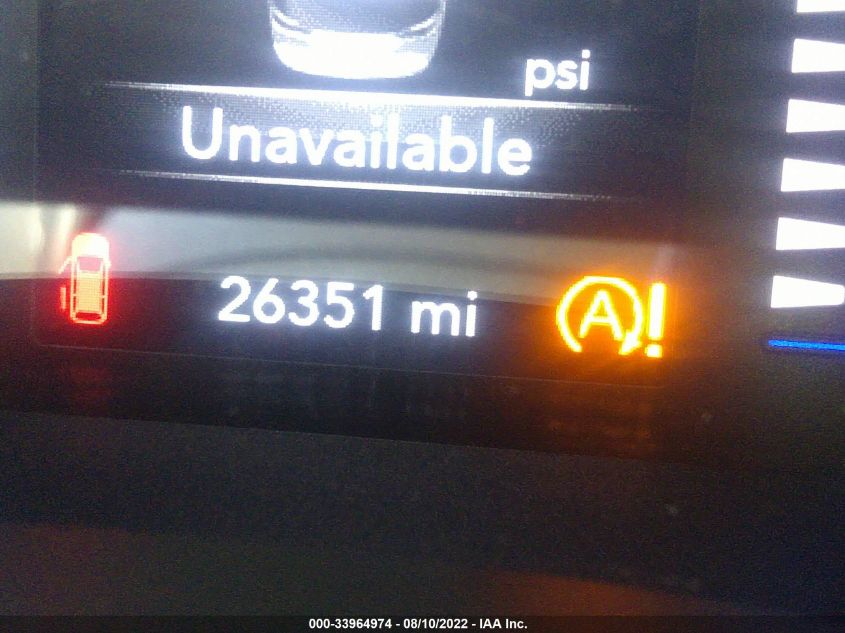 psi
Unavailable
26351 mi
A!
000-33964974 - 08/10/2022 - IAA Inc.